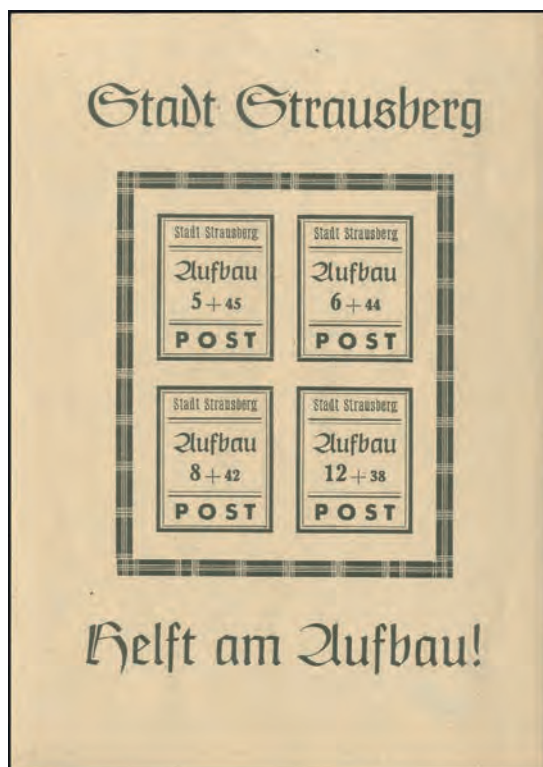 Stadt Strausberg
Stadt Strausberg
Aufbau
5 + 45
POST
Stadt Strausberg
Aufbau
6 + 44
POST
Stadt Strausberg
Aufbau
8 + 42
POST
Stadt Strausberg
Aufbau
12 + 38
POST
Helft am Aufbau!